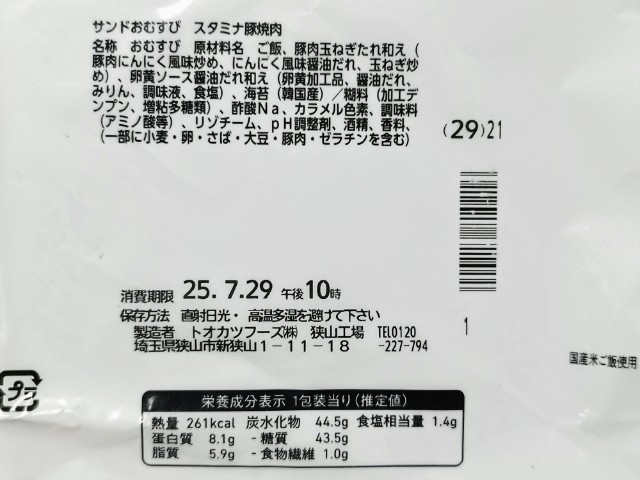 サンドおむすび スタミナ豚焼肉
名称 おむすび 原材料名 ご飯、豚肉玉ねぎたれ和え(
豚肉にんにく風味炒め、にんにく風味醤油だれ、玉ねぎ炒
め)、卵黄ソース醤油だれ和え(卵黄加工品、醤油だれ、
みりん、調味液、食塩)、海苔(韓国産)/糊料(加工デ
ンプン、増粘多糖類)、酢酸Na、カラメル色素、調味料
(アミノ酸等)、リゾチーム、pH調整剤、酒精、香料、
(一部に小麦・卵・さば・大豆・豚肉・ゼラチンを含む)
(29)21
消費期限 25.7.29 午後10時
保存方法 直射日光・高温多湿を避けて下さい
製造者 トオカツフーズ㈱ 狭山工場 TEL0120
埼玉県狭山市新狭山1-11-18 -227-794
1
国産米ご飯使用
プラ
栄養成分表示 1包装当り(推定値)
熱量 261kcal 炭水化物 44.5g 食塩相当量 1.4g
蛋白質 8.1g -糖質 43.5g
脂質 5.9g -食物繊維 1.0g